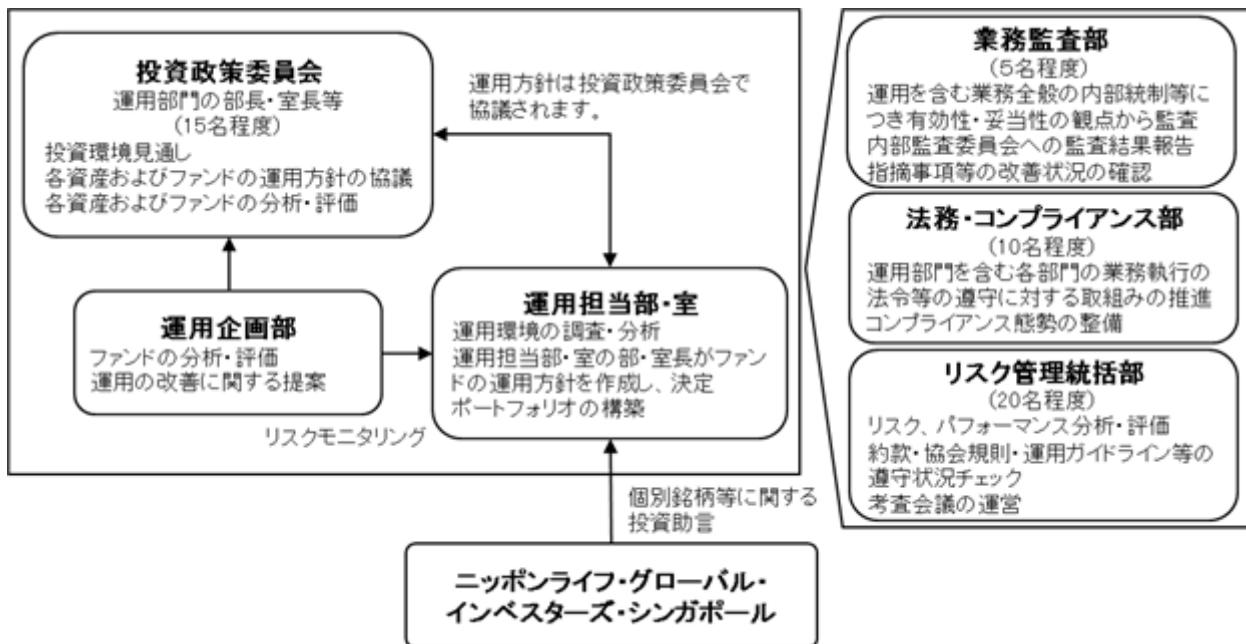 投資政策委員会
運用部門の部長・室長等
(15名程度)
投資環境見通し
各資産およびファンドの運用方針の協議
各資産およびファンドの分析・評価
運用方針は投資政策委員会で
協議されます。
運用企画部
ファンドの分析・評価
運用の改善に関する提案
リスクモニタリング
運用担当部・室
運用環境の調査・分析
運用担当部・室の部・室長がファン
ドの運用方針を作成し、決定
ポートフォリオの構築
個別銘柄等に関する
投資助言
ニッポンライフ・グローバル・
インベスターズ・シンガポール
業務監査部
(5名程度)
運用を含む業務全般の内部統制等に
つき有効性・妥当性の観点から監査
内部監査委員会への監査結果報告
指摘事項等の改善状況の確認
法務・コンプライアンス部
(10名程度)
運用部門を含む各部門の業務執行の
法令等の遵守に対する取組みの推進
コンプライアンス態勢の整備
リスク管理統括部
(20名程度)
リスク、パフォーマンス分析・評価
約款・協会規則・運用ガイドライン等の
遵守状況チェック
考査会議の運営